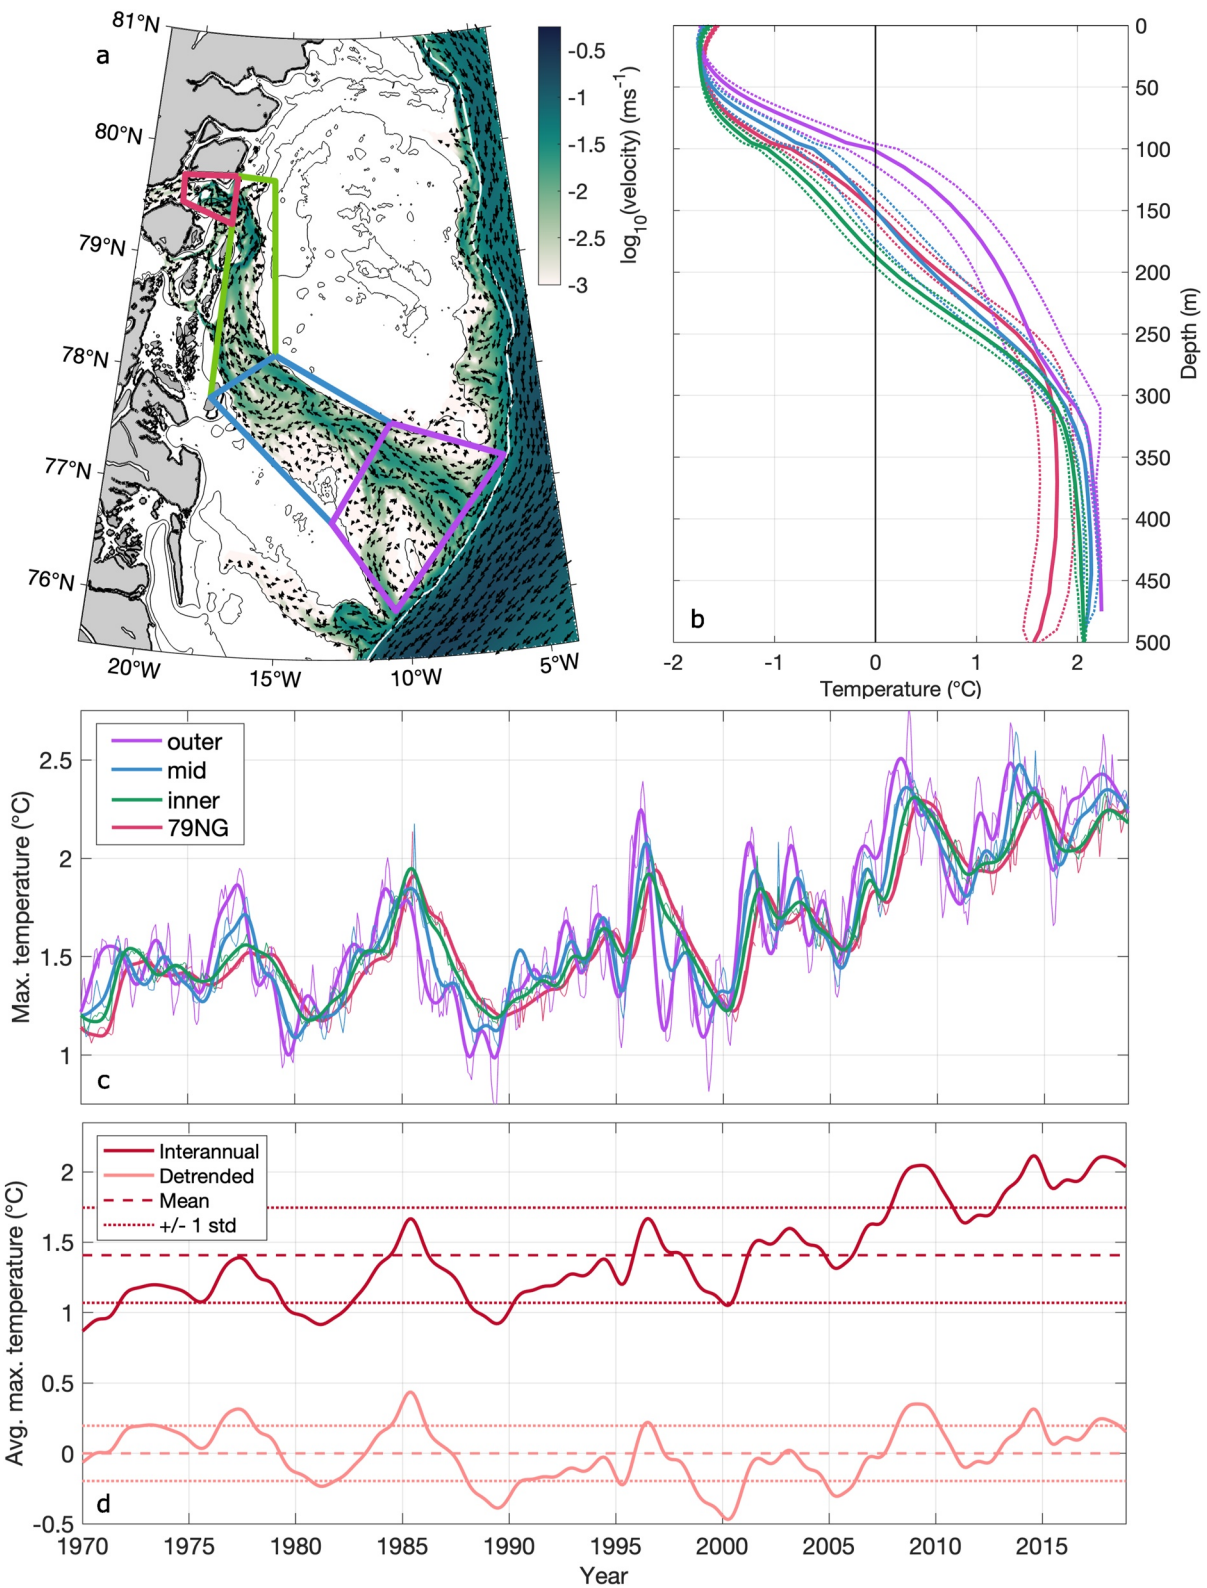 a
81°N
80°N
79°N
78°N
77°N
76°N
20°W
15°W
10°W
5°W
-0.5
-1
-1.5
-2
-2.5
-3
log10(velocity) (ms-1)
b
0
50
100
150
200
250
300
350
400
450
500
Depth (m)
-2
-1
0
1
2
Temperature (°C)
outer
mid
inner
79NG
2.5
2
1.5
1
Max. temperature (°C)
c
Interannual
Detrended
Mean
+/- 1 std
2
1.5
1
0.5
0
-0.5
Avg. max. temperature (°C)
d
1970
1975
1980
1985
1990
1995
2000
2005
2010
2015
Year